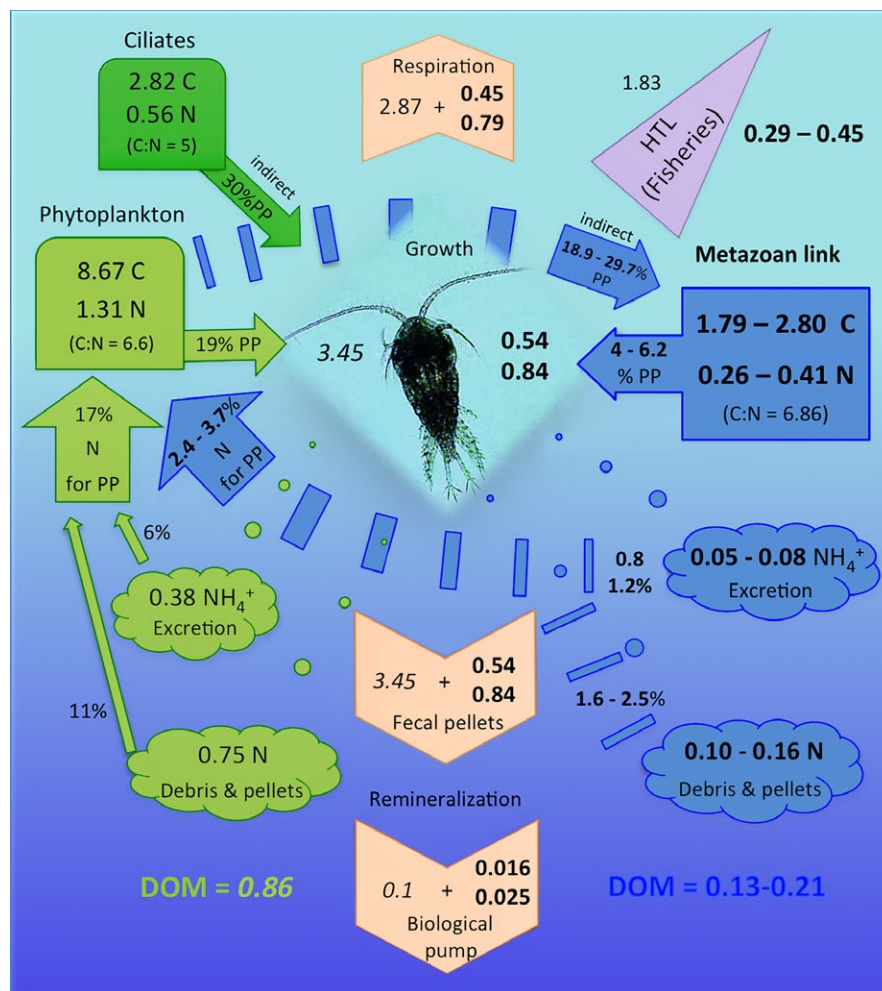 Ciliates
2.82 C
0.56 N
(C:N = 5)
indirect
30%PP
Respiration
2.87 + 0.45
0.79
1.83
HTL
(Fisheries)
0.29 – 0.45
Phytoplankton
8.67 C
1.31 N
(C:N = 6.6)
19% PP
Growth
3.45
0.54
0.84
indirect
18.9 - 29.7%
PP
Metazoan link
1.79 – 2.80 C
0.26 – 0.41 N
(C:N = 6.86)
4 - 6.2
% PP
17%
N
for PP
2.4 - 3.7%
N
for PP
6%
0.38 NH₄⁺
Excretion
11%
0.75 N
Debris & pellets
3.45 + 0.54
0.84
Fecal pellets
0.8
1.2%
0.05 - 0.08 NH₄⁺
Excretion
1.6 - 2.5%
0.10 - 0.16 N
Debris & pellets
Remineralization
0.1 + 0.016
0.025
Biological
pump
DOM = 0.86
DOM = 0.13-0.21